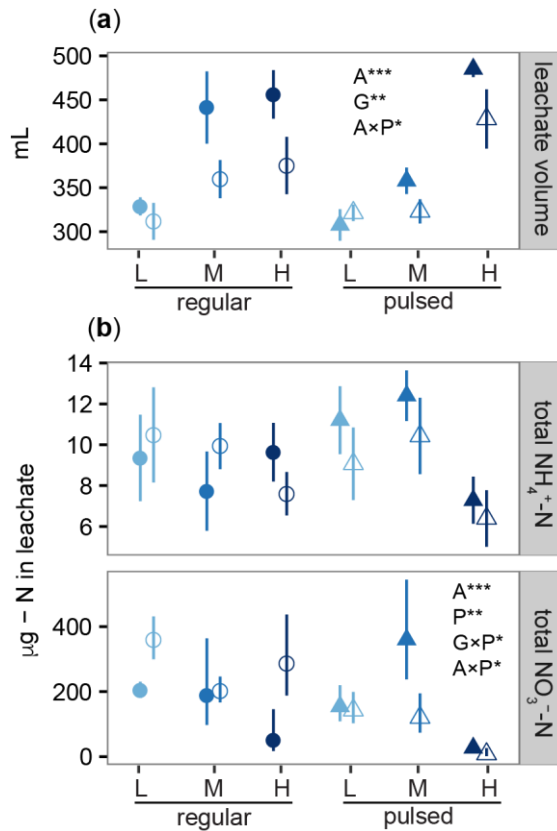 (a)
500
450
400
350
300
mL
A***
G**
A×P*
leachate volume
L M H L M H
regular pulsed
(b)
14
12
10
8
6
total NH₄⁺-N
μg – N in leachate
400
200
0
A***
P**
G×P*
A×P*
total NO₃⁻-N
L M H L M H
regular pulsed